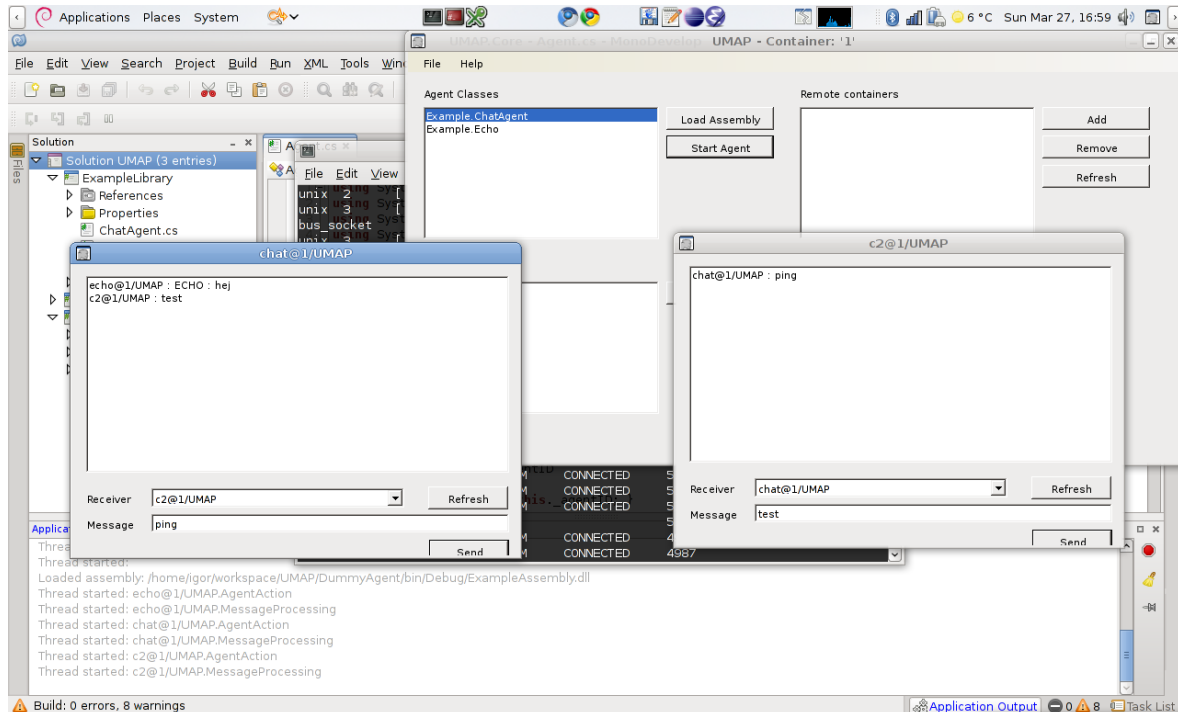 Applications Places System
6 °C Sun Mar 27, 16:59
UMAP.Core – Agent.cs – MonoDevelop
UMAP - Container: '1'
File Edit View Search Project Build Run XML Tools
File Help
Agent Classes
Remote containers
Example.ChatAgent
Example.Echo
Load Assembly
Start Agent
Add
Remove
Refresh
Files
Solution
Solution UMAP (3 entries)
ExampleLibrary
References
Properties
ChatAgent.cs
File Edit View
unix 2 [
unix 3 [
bus_socket
unix 3 [
chat@1/UMAP
echo@1/UMAP : ECHO : hej
c2@1/UMAP : test
Receiver c2@1/UMAP Refresh
Message ping
Send
c2@1/UMAP
chat@1/UMAP : ping
Receiver chat@1/UMAP Refresh
Message test
Send
CONNECTED
CONNECTED
CONNECTED
CONNECTED
CONNECTED 4987
Thread started:
Loaded assembly: /home/igor/workspace/UMAP/DummyAgent/bin/Debug/ExampleAssembly.dll
Thread started: echo@1/UMAP.AgentAction
Thread started: echo@1/UMAP.MessageProcessing
Thread started: chat@1/UMAP.AgentAction
Thread started: chat@1/UMAP.MessageProcessing
Thread started: c2@1/UMAP.AgentAction
Thread started: c2@1/UMAP.MessageProcessing
Build: 0 errors, 8 warnings
Application Output 0 8 Task List